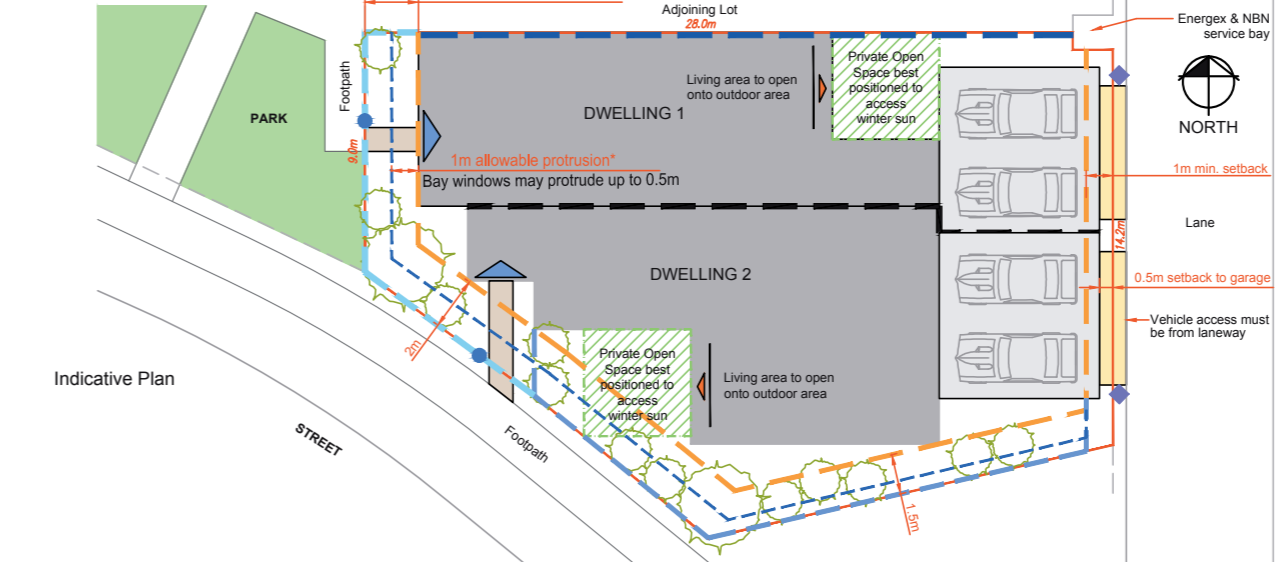 Adjoining Lot
28.0m
Energex & NBN
service bay
NORTH
Footpath
PARK
9.0m
DWELLING 1
Living area to open
onto outdoor area
Private Open
Space best
positioned to
access
winter sun
1m allowable protrusion*
Bay windows may protrude up to 0.5m
1m min. setback
Lane
14.2m
DWELLING 2
0.5m setback to garage
Vehicle access must
be from laneway
2m
Private Open
Space best
positioned to
access
winter sun
Living area to open
onto outdoor area
Indicative Plan
STREET
Footpath
1.5m